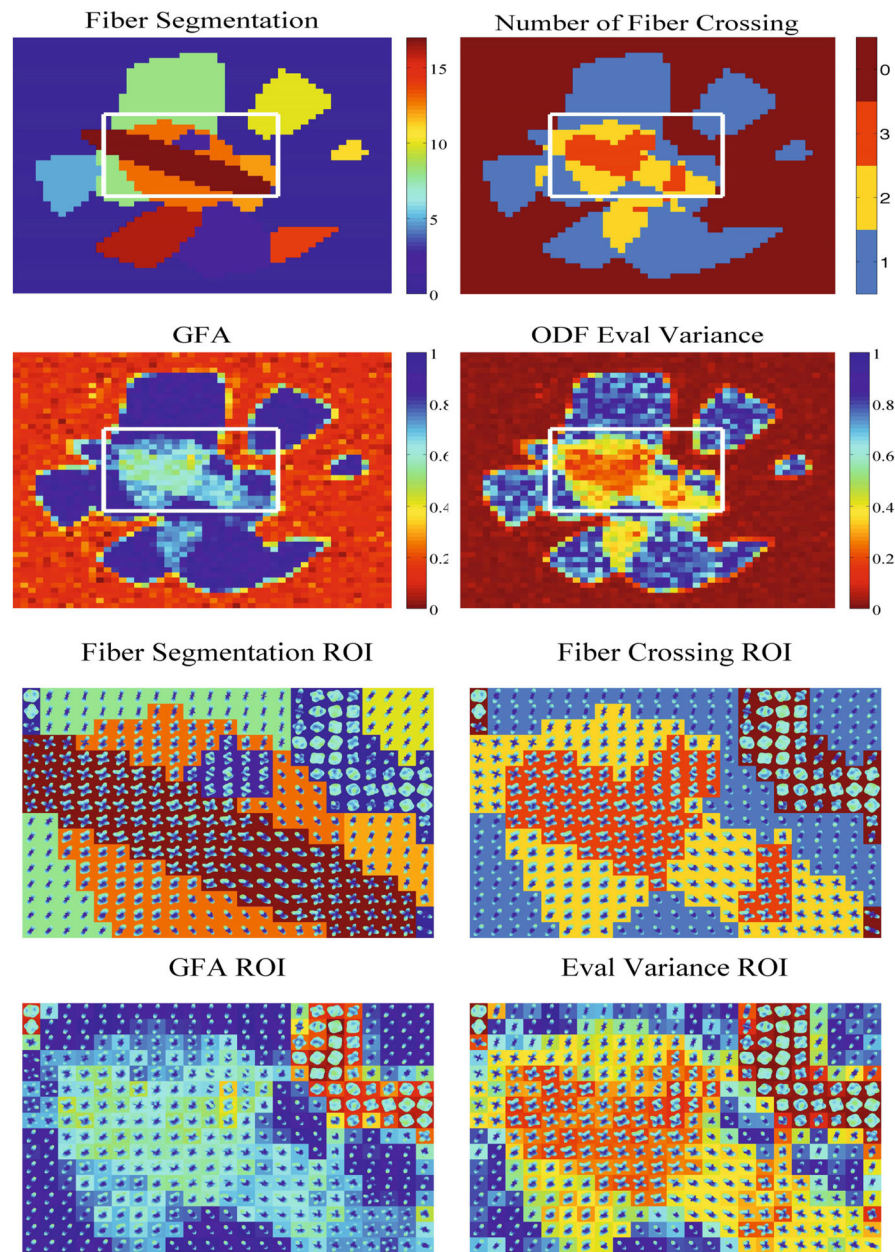 Fiber Segmentation
Number of Fiber Crossing
15
10
5
0
0
3
2
1
GFA
ODF Eval Variance
1
0.8
0.6
0.4
0.2
0
1
0.8
0.6
0.4
0.2
0
Fiber Segmentation ROI
Fiber Crossing ROI
GFA ROI
Eval Variance ROI